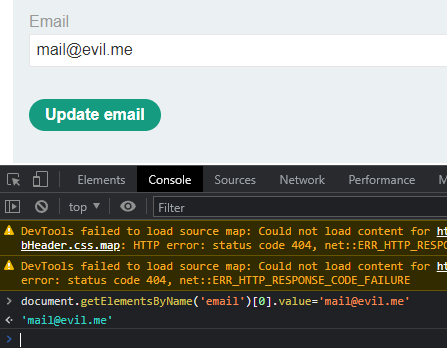 Email
mail@evil.me
Update email
Elements Console Sources Network Performance M
top Filter
DevTools failed to load source map: Could not load content for ht
bHeader.css.map: HTTP error: status code 404, net::ERR_HTTP_RESPO
DevTools failed to load source map: Could not load content for ht
error: status code 404, net::ERR_HTTP_RESPONSE_CODE_FAILURE
> document.getElementsByName('email')[0].value='mail@evil.me'
'mail@evil.me'
>